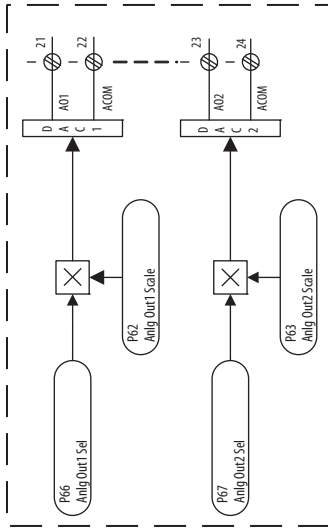 P66
Anlg Out1 Sel
P62
Anlg Out1 Scale
D
A
C
1
AO1
ACOM
21
22
P67
Anlg Out2 Sel
P63
Anlg Out2 Scale
D
A
C
2
AO2
ACOM
23
24